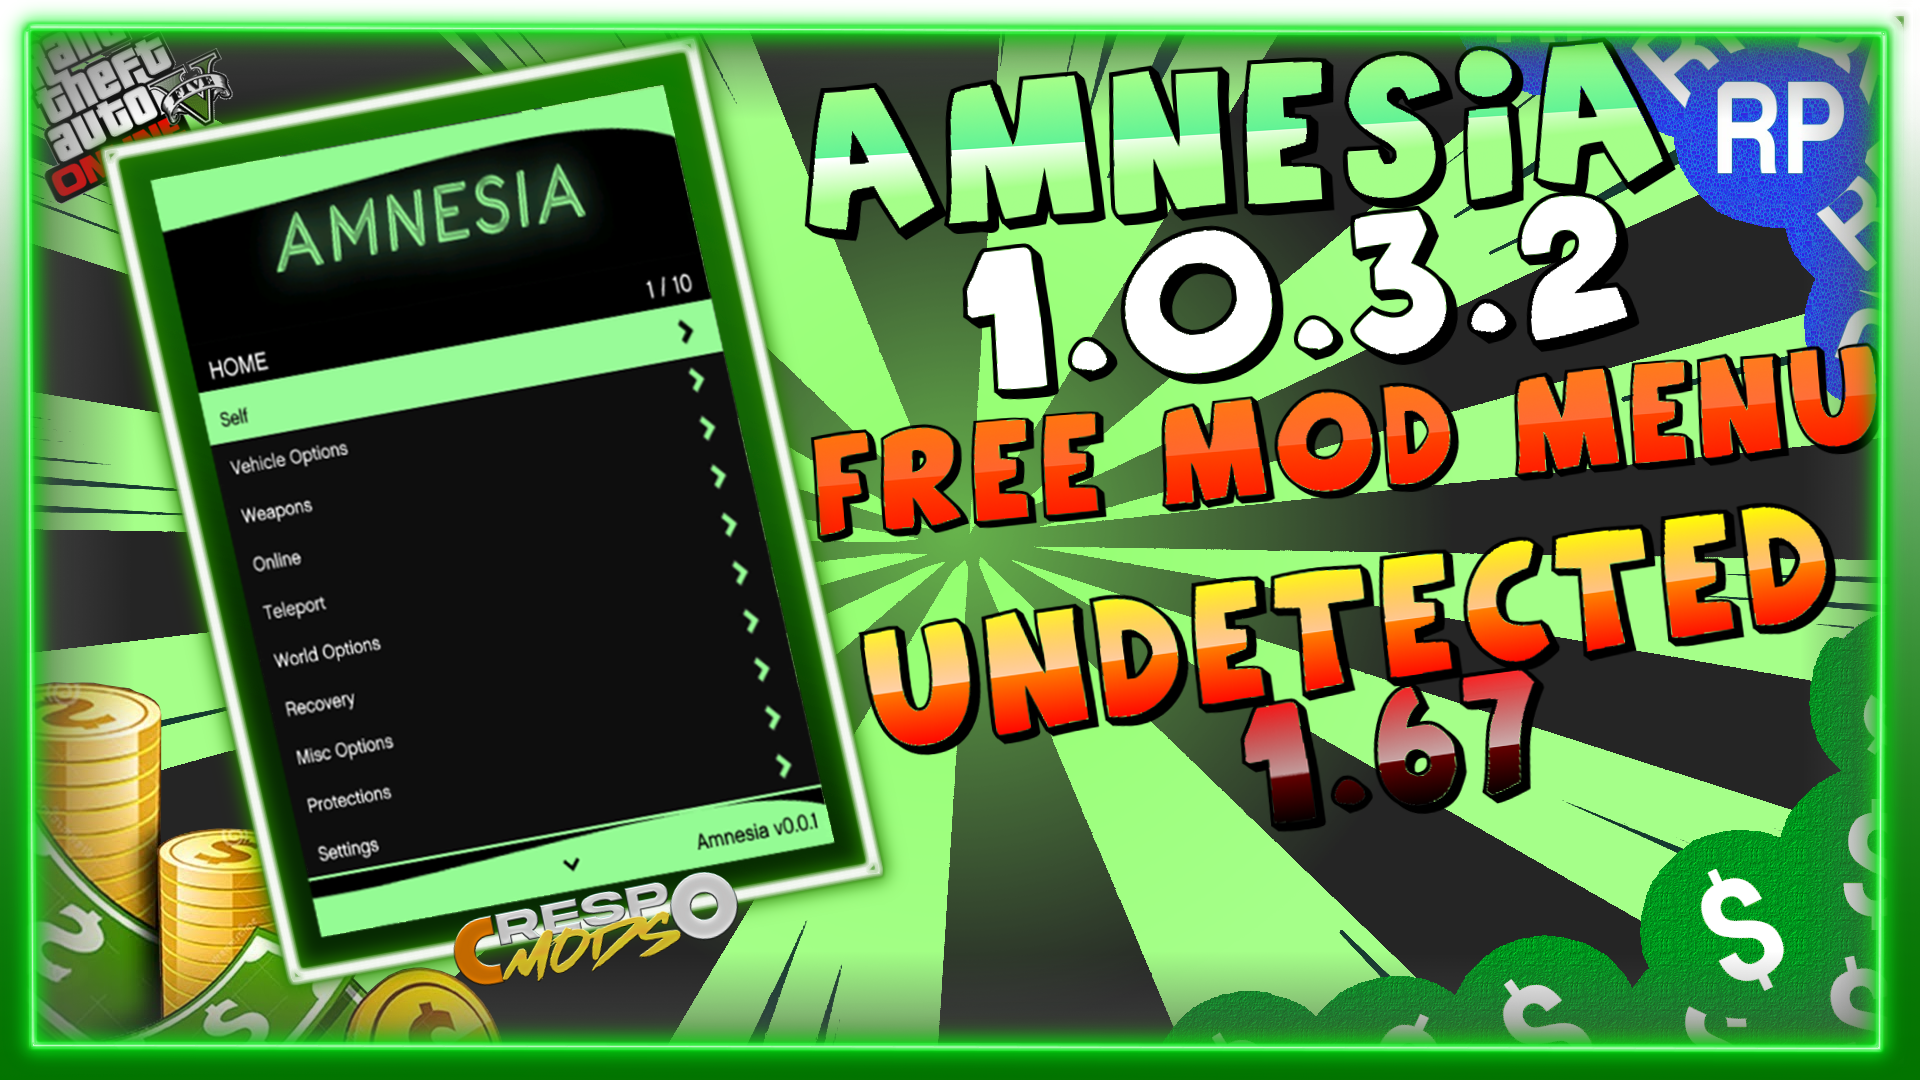 grand
theft
auto
FIVE
ONLINE
AMNESIA
1 / 10
HOME
Self
Vehicle Options
Weapons
Online
Teleport
World Options
Recovery
Misc Options
Protections
Settings
Amnesia v0.0.1
CRESPO
MODS
AMNESiA
1.0.3.2
FREE MOD MENU
UNDETECTED
1.67
RP
RP
$
$
$